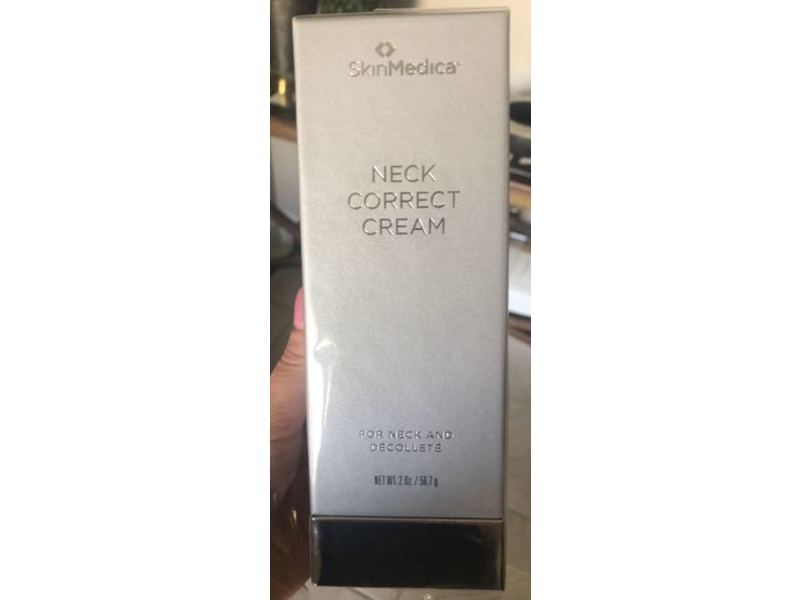 SkinMedica
NECK
CORRECT
CREAM
FOR NECK AND
DÉCOLLETÉ
NET WT. 2 Oz. / 56.7 g